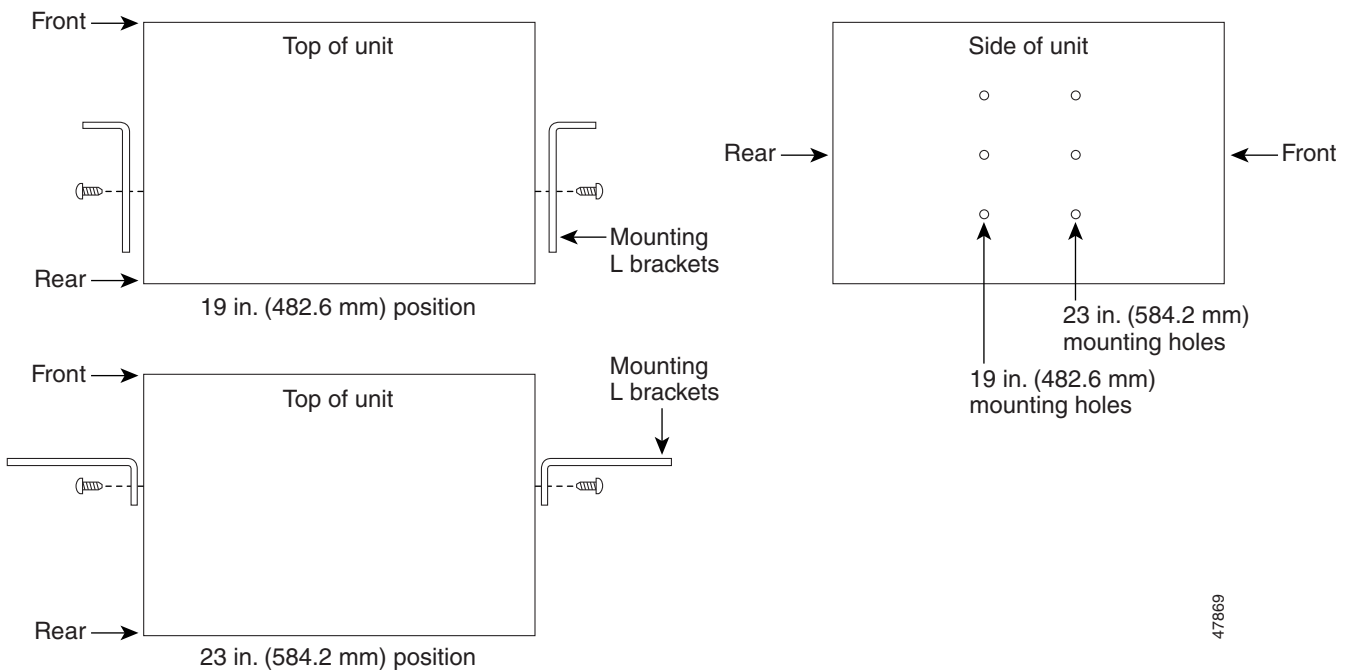 Front
Top of unit
Mounting
L brackets
Rear
19 in. (482.6 mm) position
Side of unit
Rear
Front
23 in. (584.2 mm)
mounting holes
19 in. (482.6 mm)
mounting holes
Front
Top of unit
Mounting
L brackets
Rear
23 in. (584.2 mm) position
47869